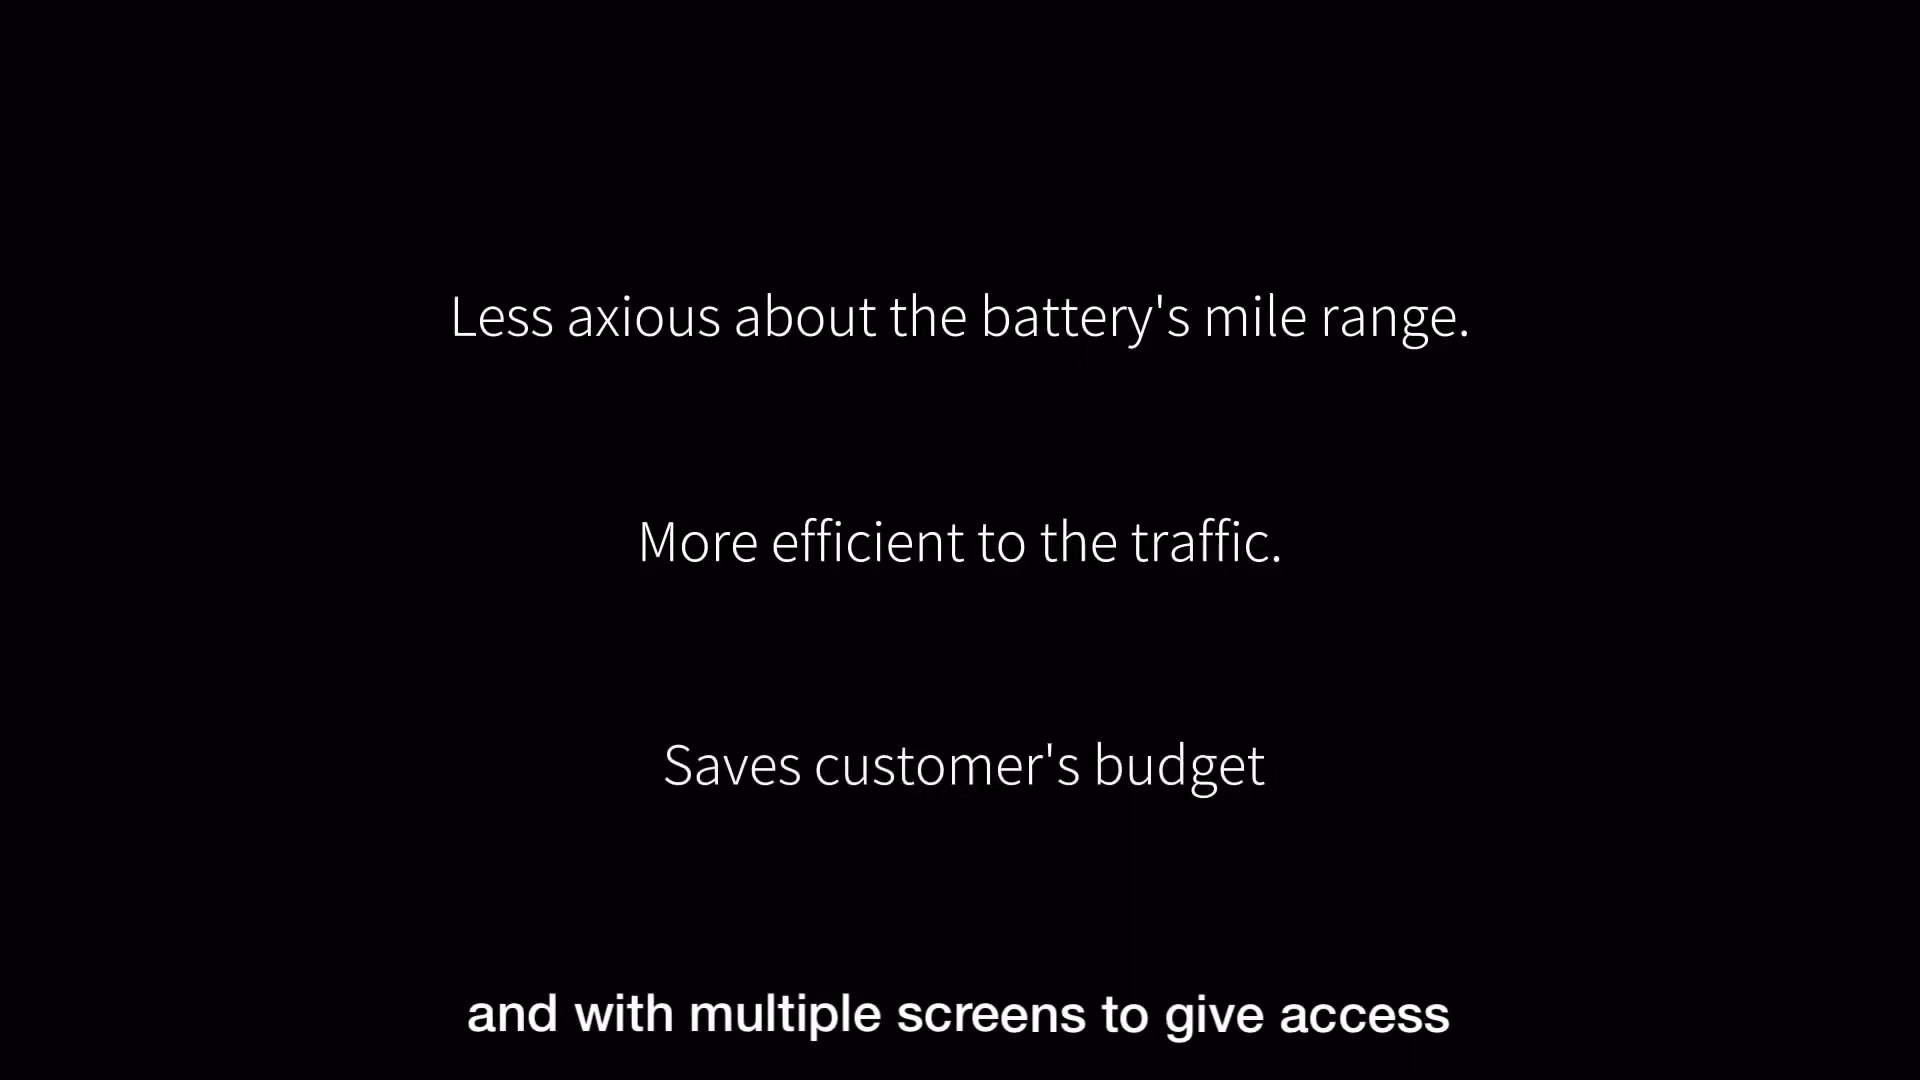 Less axious about the battery's mile range.
More efficient to the traffic.
Saves customer's budget
and with multiple screens to give access